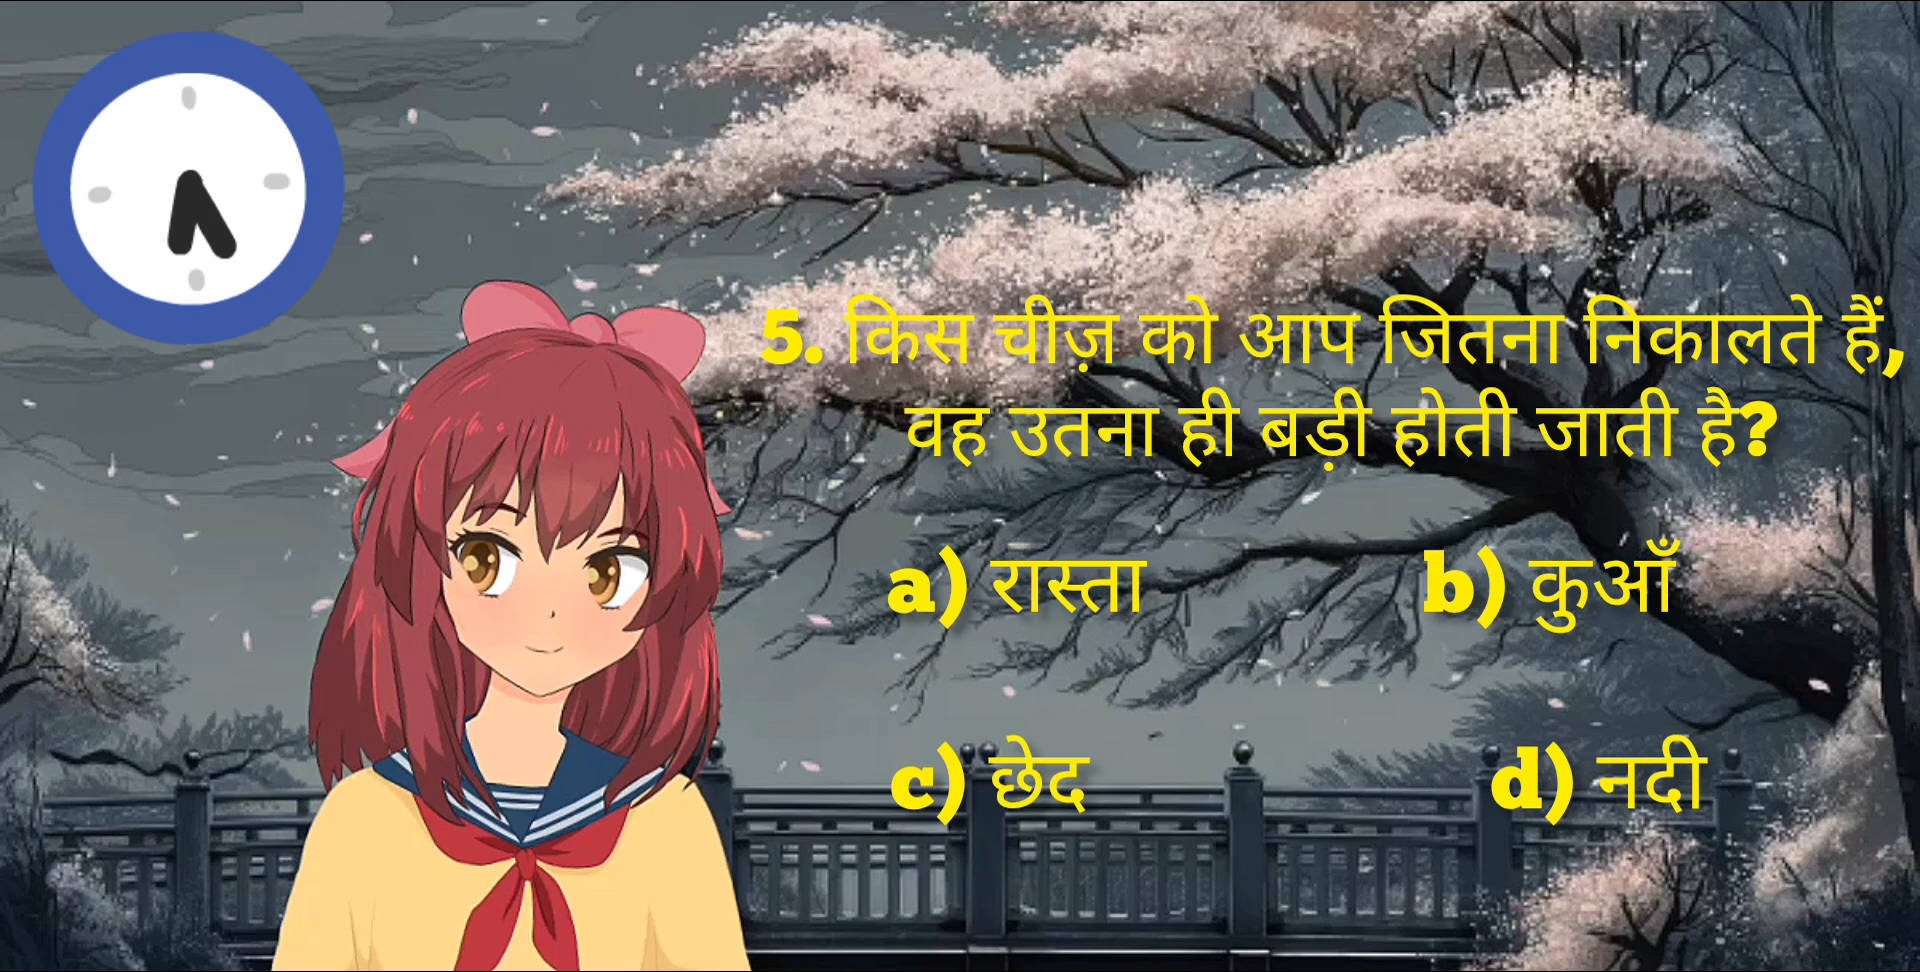 5. किस चीज़ को आप जितना निकालते हैं,
वह उतना ही बड़ी होती जाती है?
a) रास्ता
b) कुआँ
c) छेद
d) नदी